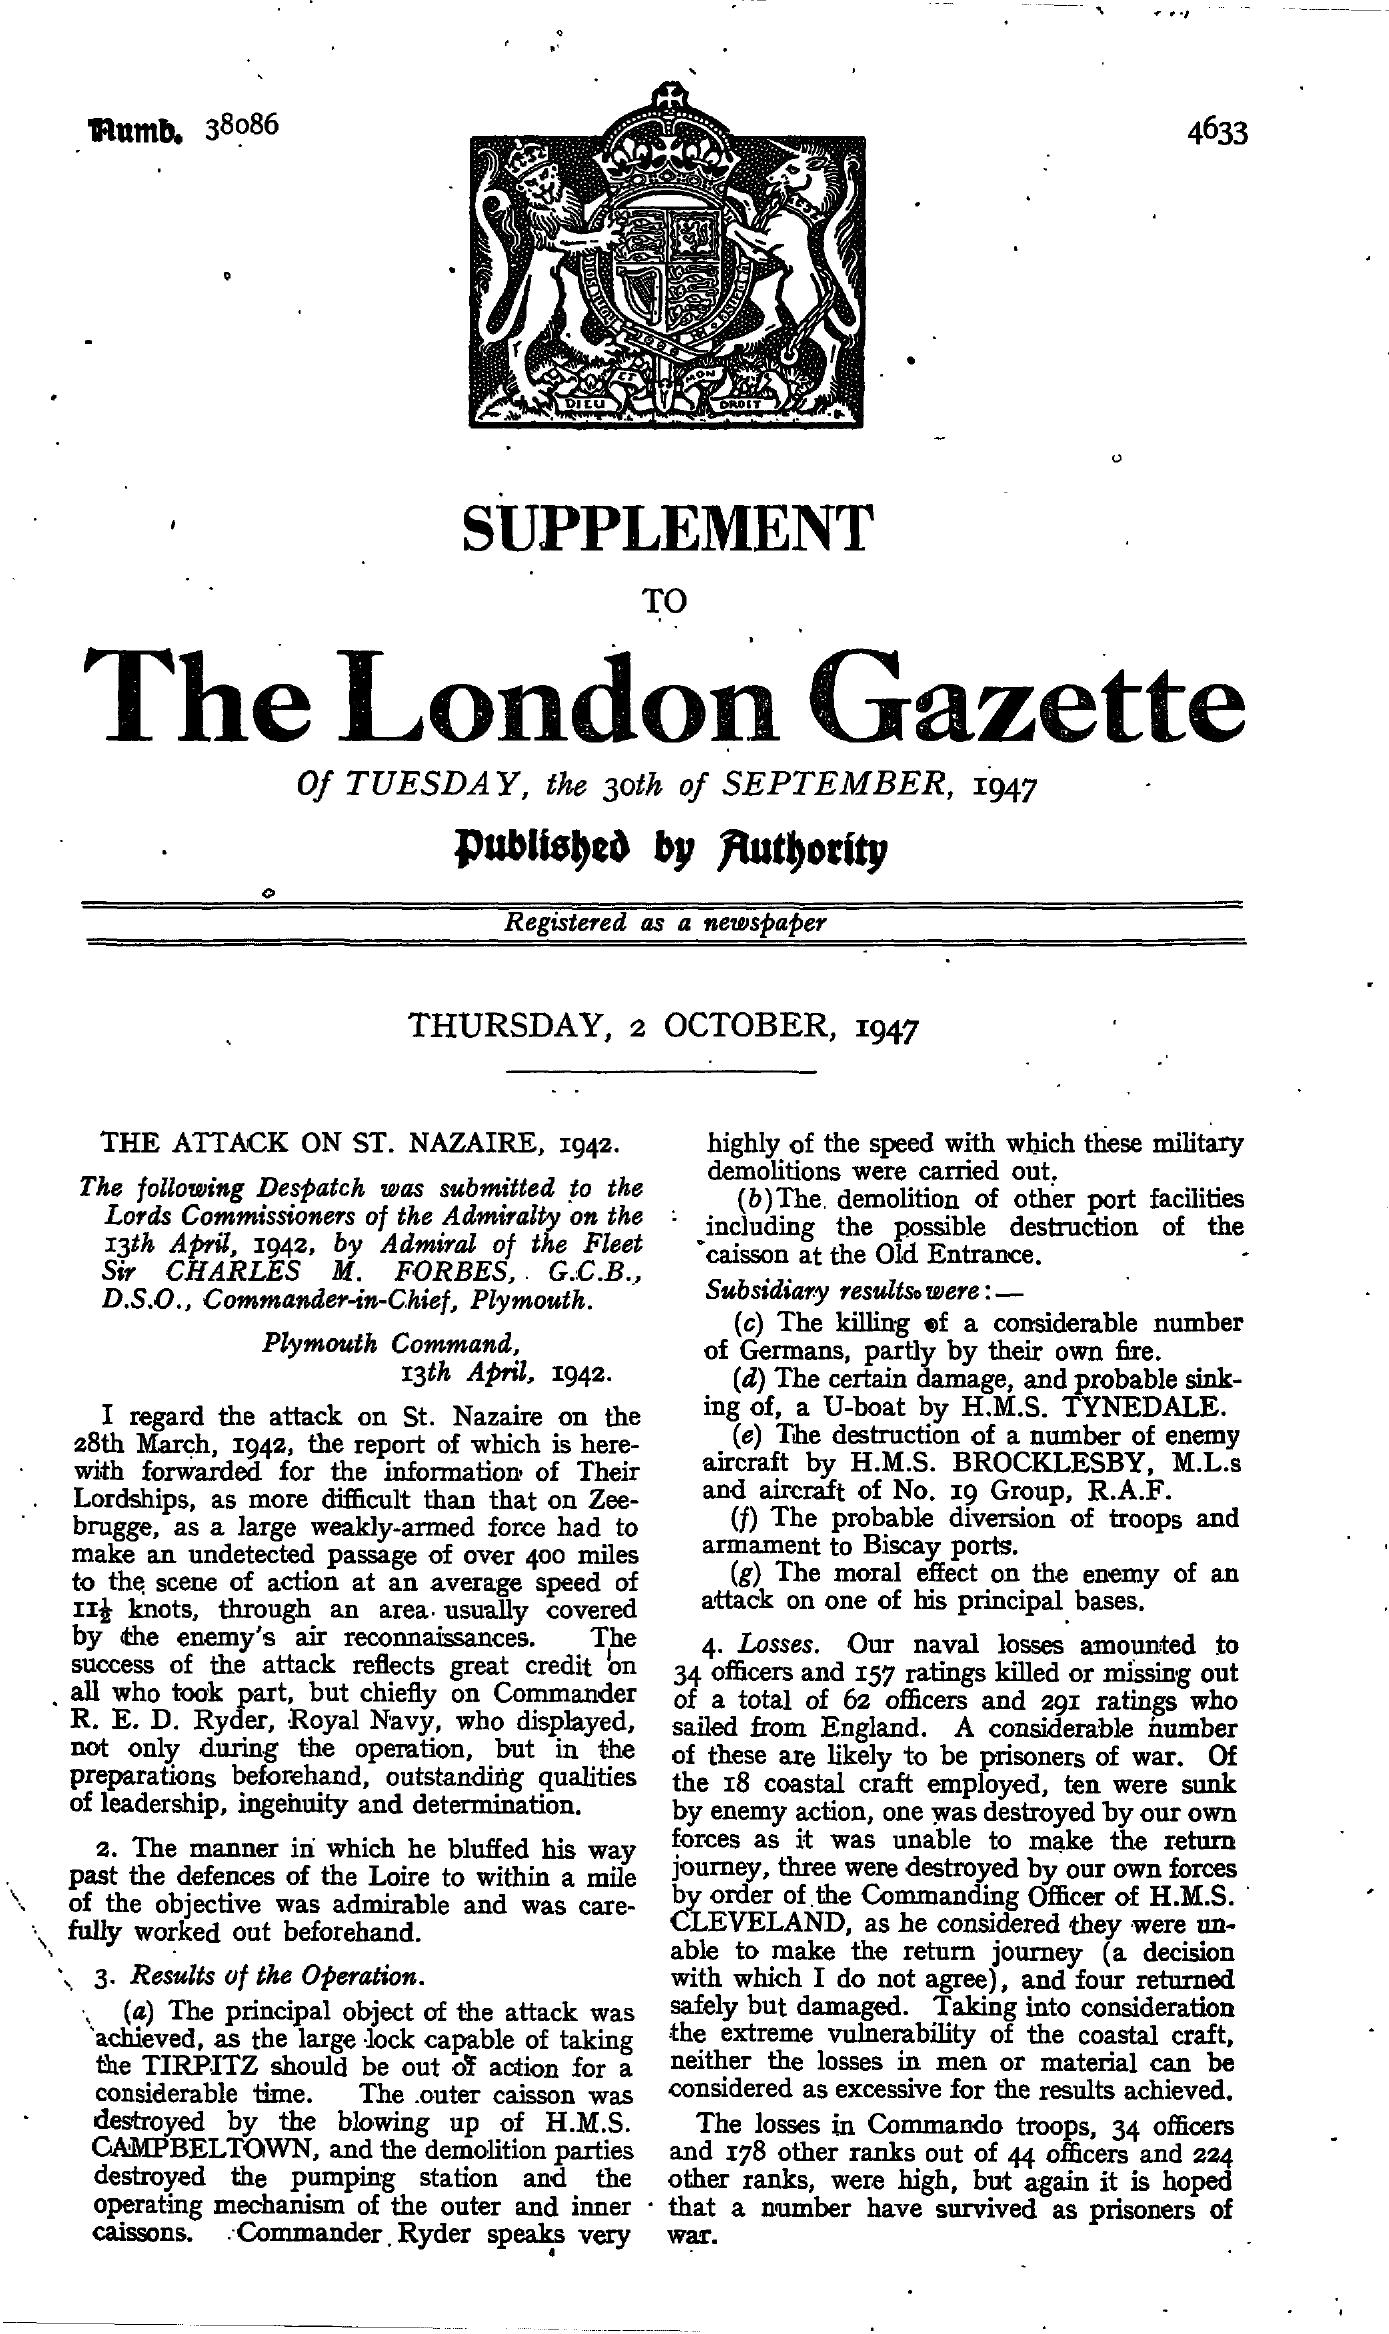 Numb. 38086
4633
DIEU ET MON DROIT
SUPPLEMENT
TO
The London Gazette
Of TUESDAY, the 30th of SEPTEMBER, 1947
Published by Authority
Registered as a newspaper
THURSDAY, 2 OCTOBER, 1947
THE ATTACK ON ST. NAZAIRE, 1942.
The following Despatch was submitted to the
Lords Commissioners of the Admiralty on the
13th April, 1942, by Admiral of the Fleet
Sir CHARLES M. FORBES, G.C.B.,
D.S.O., Commander-in-Chief, Plymouth.
Plymouth Command,
13th April, 1942.
I regard the attack on St. Nazaire on the
28th March, 1942, the report of which is here-
with forwarded for the information of Their
Lordships, as more difficult than that on Zee-
brugge, as a large weakly-armed force had to
make an undetected passage of over 400 miles
to the scene of action at an average speed of
11½ knots, through an area usually covered
by the enemy's air reconnaissances. The
success of the attack reflects great credit on
all who took part, but chiefly on Commander
R. E. D. Ryder, Royal Navy, who displayed,
not only during the operation, but in the
preparations beforehand, outstanding qualities
of leadership, ingenuity and determination.
2. The manner in which he bluffed his way
past the defences of the Loire to within a mile
of the objective was admirable and was care-
fully worked out beforehand.
3. Results of the Operation.
(a) The principal object of the attack was
achieved, as the large lock capable of taking
the TIRPITZ should be out of action for a
considerable time. The outer caisson was
destroyed by the blowing up of H.M.S.
CAMPBELTOWN, and the demolition parties
destroyed the pumping station and the
operating mechanism of the outer and inner
caissons. Commander Ryder speaks very
highly of the speed with which these military
demolitions were carried out.
(b) The demolition of other port facilities
including the possible destruction of the
caisson at the Old Entrance.
Subsidiary results were:—
(c) The killing of a considerable number
of Germans, partly by their own fire.
(d) The certain damage, and probable sink-
ing of, a U-boat by H.M.S. TYNEDALE.
(e) The destruction of a number of enemy
aircraft by H.M.S. BROCKLESBY, M.L.s
and aircraft of No. 19 Group, R.A.F.
(f) The probable diversion of troops and
armament to Biscay ports.
(g) The moral effect on the enemy of an
attack on one of his principal bases.
4. Losses. Our naval losses amounted to
34 officers and 157 ratings killed or missing out
of a total of 62 officers and 291 ratings who
sailed from England. A considerable number
of these are likely to be prisoners of war. Of
the 18 coastal craft employed, ten were sunk
by enemy action, one was destroyed by our own
forces as it was unable to make the return
journey, three were destroyed by our own forces
by order of the Commanding Officer of H.M.S.
CLEVELAND, as he considered they were un-
able to make the return journey (a decision
with which I do not agree), and four returned
safely but damaged. Taking into consideration
the extreme vulnerability of the coastal craft,
neither the losses in men or material can be
considered as excessive for the results achieved.
The losses in Commando troops, 34 officers
and 178 other ranks out of 44 officers and 224
other ranks, were high, but again it is hoped
that a number have survived as prisoners of
war.